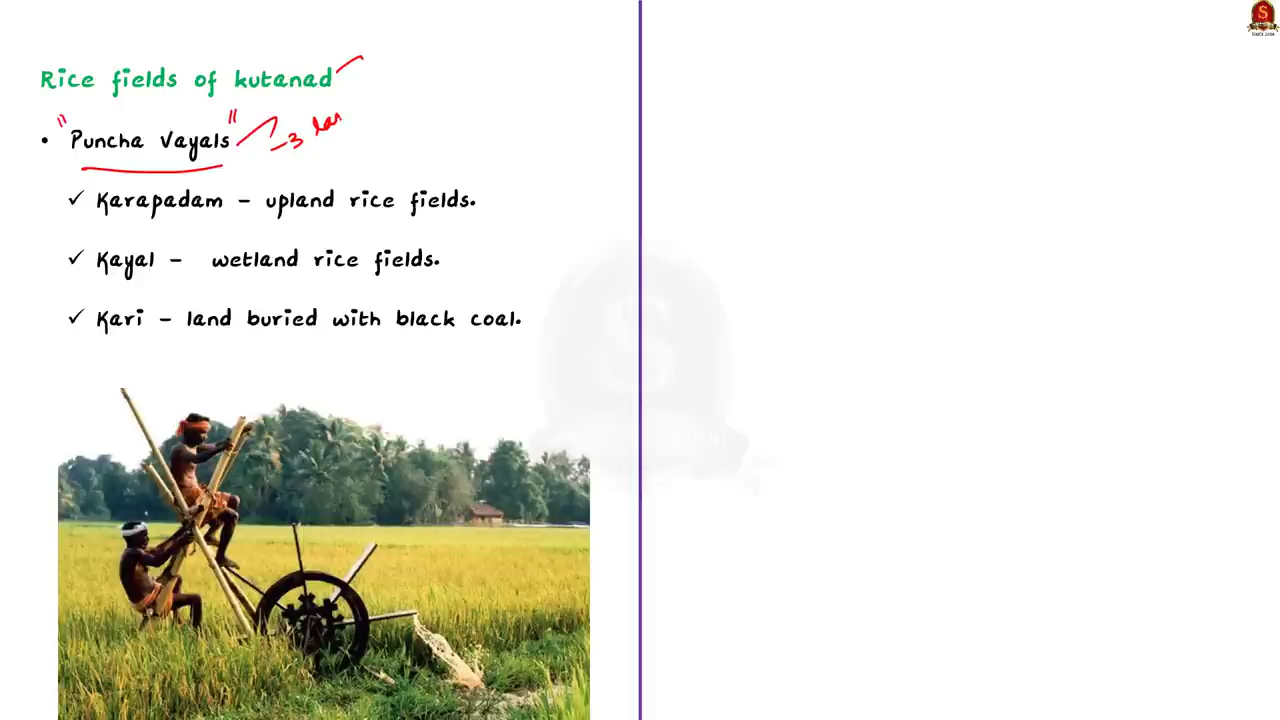 Rice fields of kutanad
• "Puncha Vayals" - 3
✓ Karapadam - upland rice fields.
✓ Kayal - wetland rice fields.
✓ Kari - land buried with black coal.